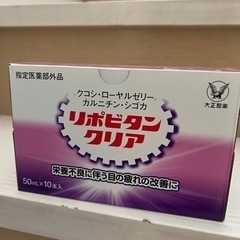 指定医薬部外品
クコシ・ローヤルゼリー
カルニチン・シゴカ
大正製薬
リポビタン
クリア
栄養不良に伴う目の疲れの改善に
50mL×10本入